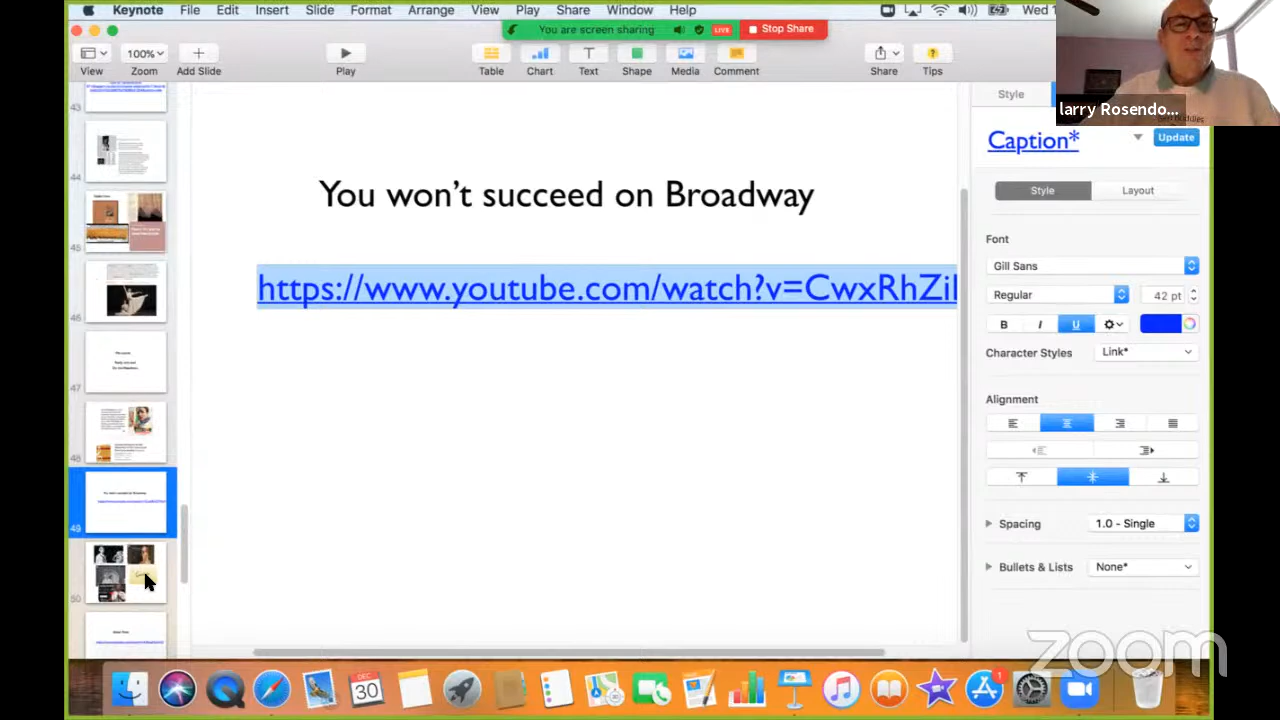 Keynote File Edit Insert Slide Format Arrange View Play Share Window Help Wed
You are screen sharing LIVE Stop Share
100%
View Zoom Add Slide Play Table Chart Text Shape Media Comment Share Tips
Style
larry Rosendo...
Caption* Update
Style Layout
Font
Gill Sans
Regular 42 pt
B I U
Character Styles Link*
Alignment
Spacing 1.0 - Single
Bullets & Lists None*
43
44
45
46
47
48
49
50
You won't succeed on Broadway
https://www.youtube.com/watch?v=CwxRhZil
DEC
30
1
zoom